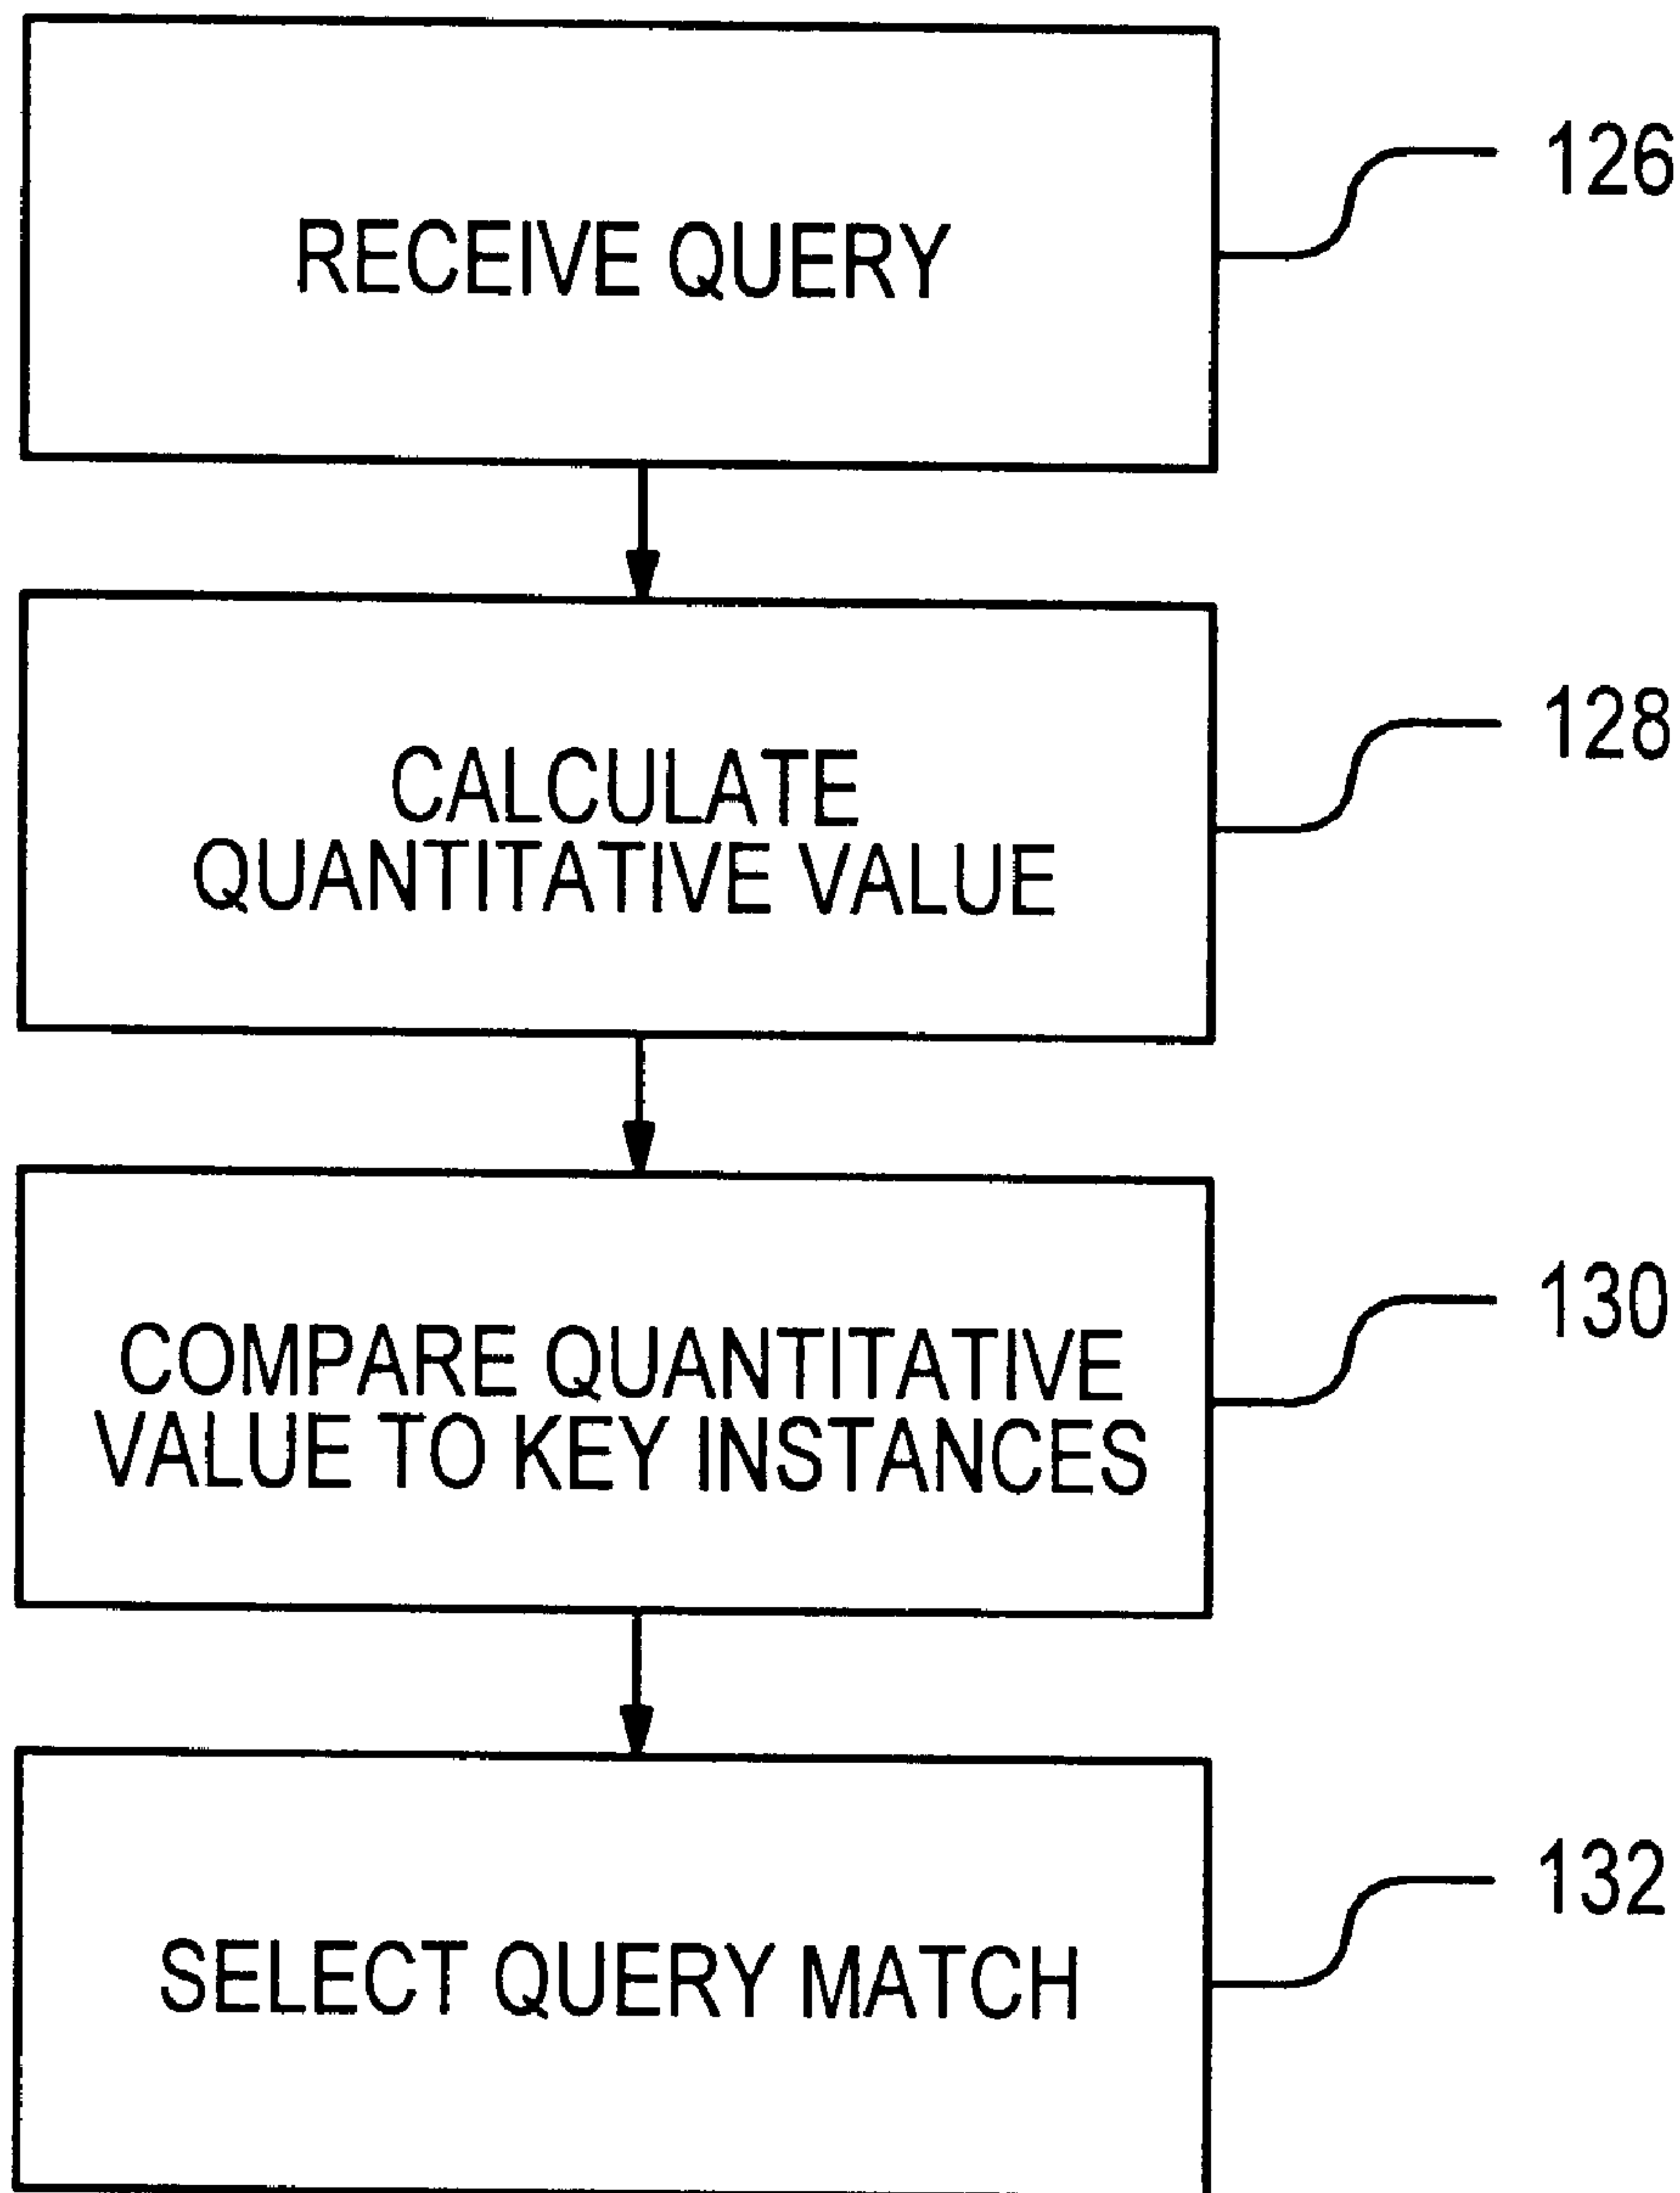 RECEIVE QUERY
126
CALCULATE
QUANTITATIVE VALUE
128
COMPARE QUANTITATIVE
VALUE TO KEY INSTANCES
130
SELECT QUERY MATCH
132